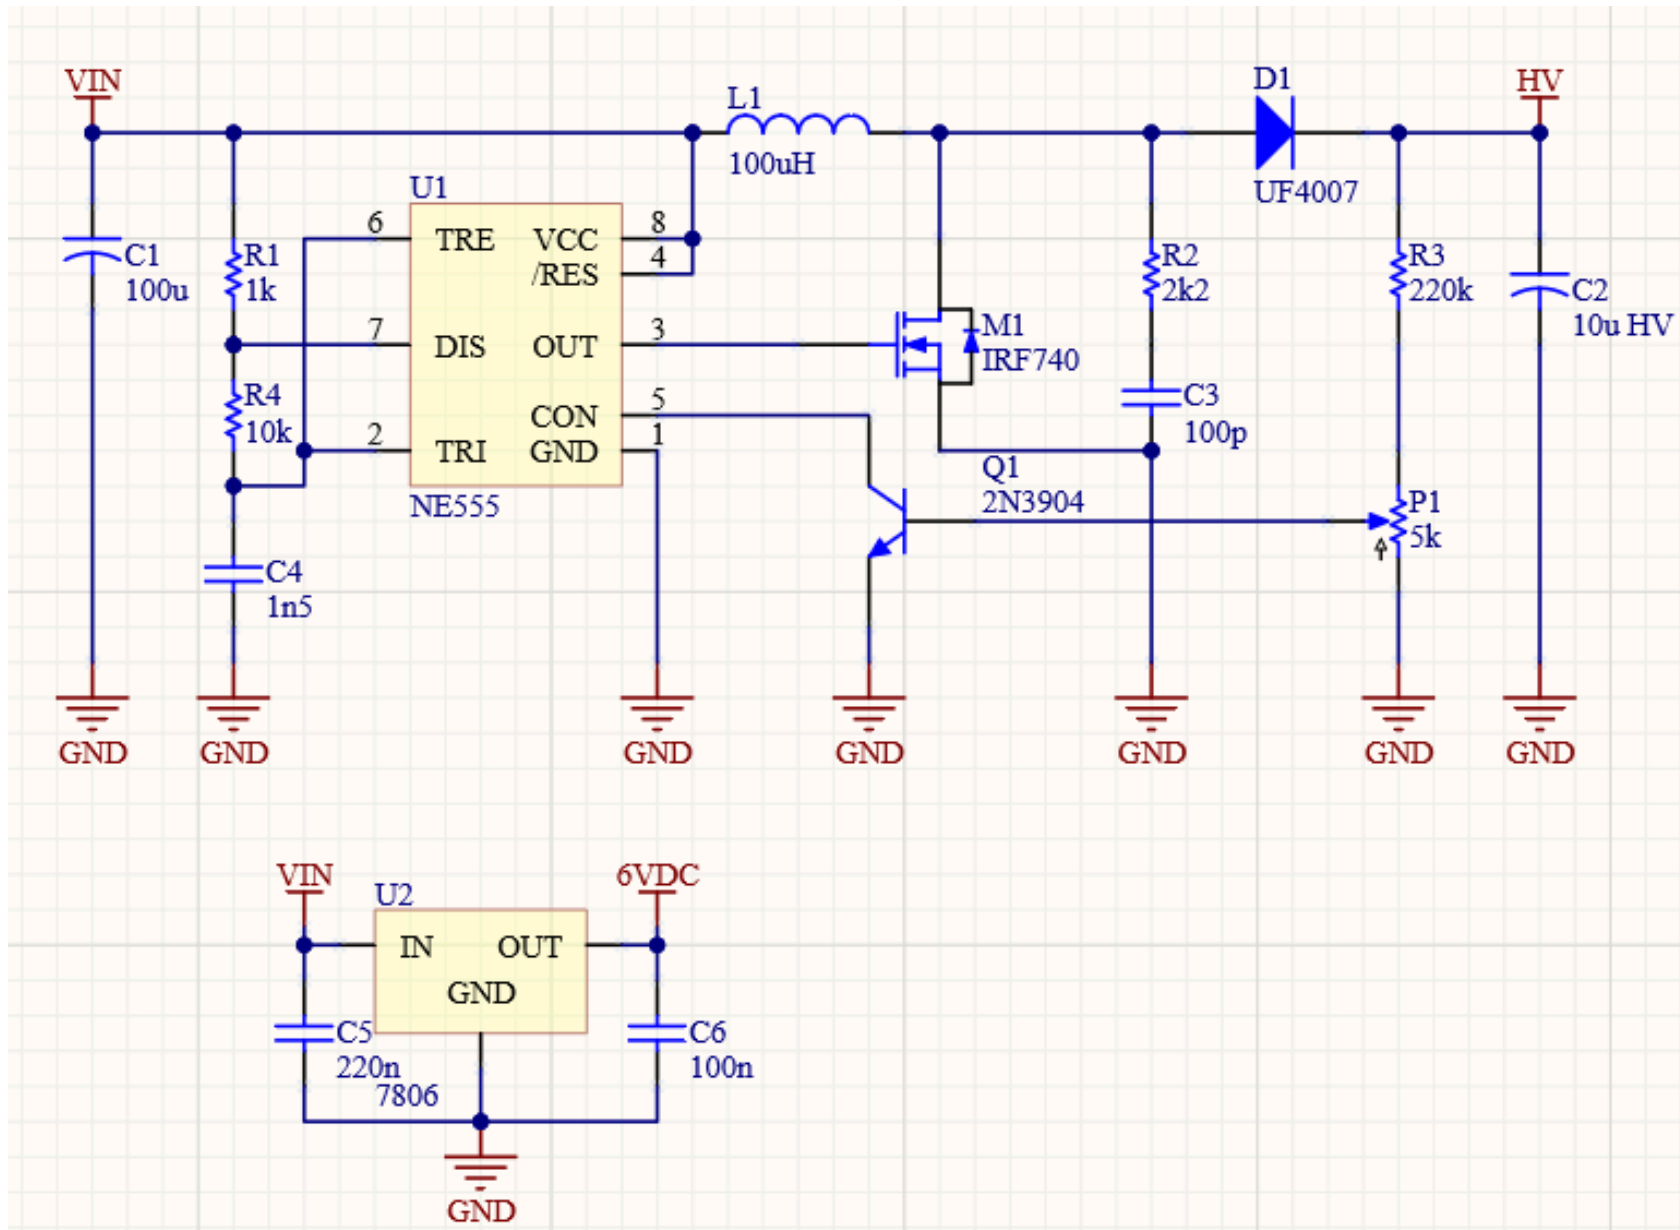 VIN
HV
D1
L1
100uH
UF4007
U1
6
TRE
VCC
8
/RES
4
C1
100u
R1
1k
7
DIS
OUT
3
M1
IRF740
R2
2k2
R3
220k
C2
10u HV
R4
10k
CON
5
C3
100p
2
TRI
GND
1
NE555
Q1
2N3904
P1
5k
C4
1n5
GND
GND
GND
GND
GND
GND
GND
VIN
6VDC
U2
IN
OUT
GND
C5
220n
7806
C6
100n
GND